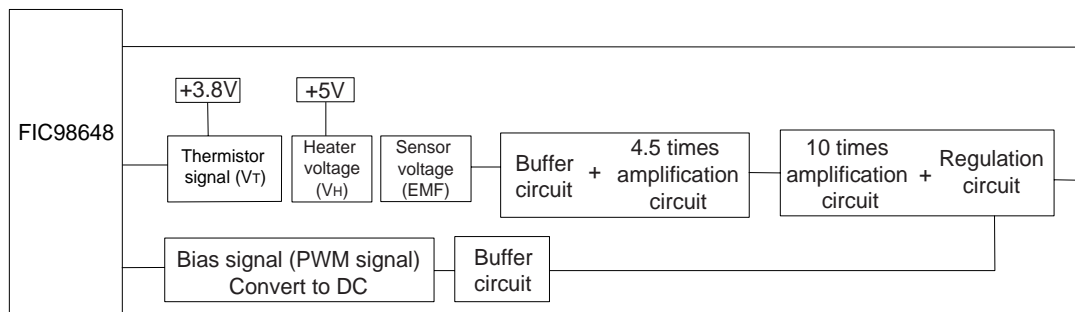 FIC98648
+3.8V
Thermistor
signal (VT)
+5V
Heater
voltage
(VH)
Sensor
voltage
(EMF)
Buffer
circuit
+
4.5 times
amplification
circuit
10 times
amplification
circuit
+
Regulation
circuit
Bias signal (PWM signal)
Convert to DC
Buffer
circuit